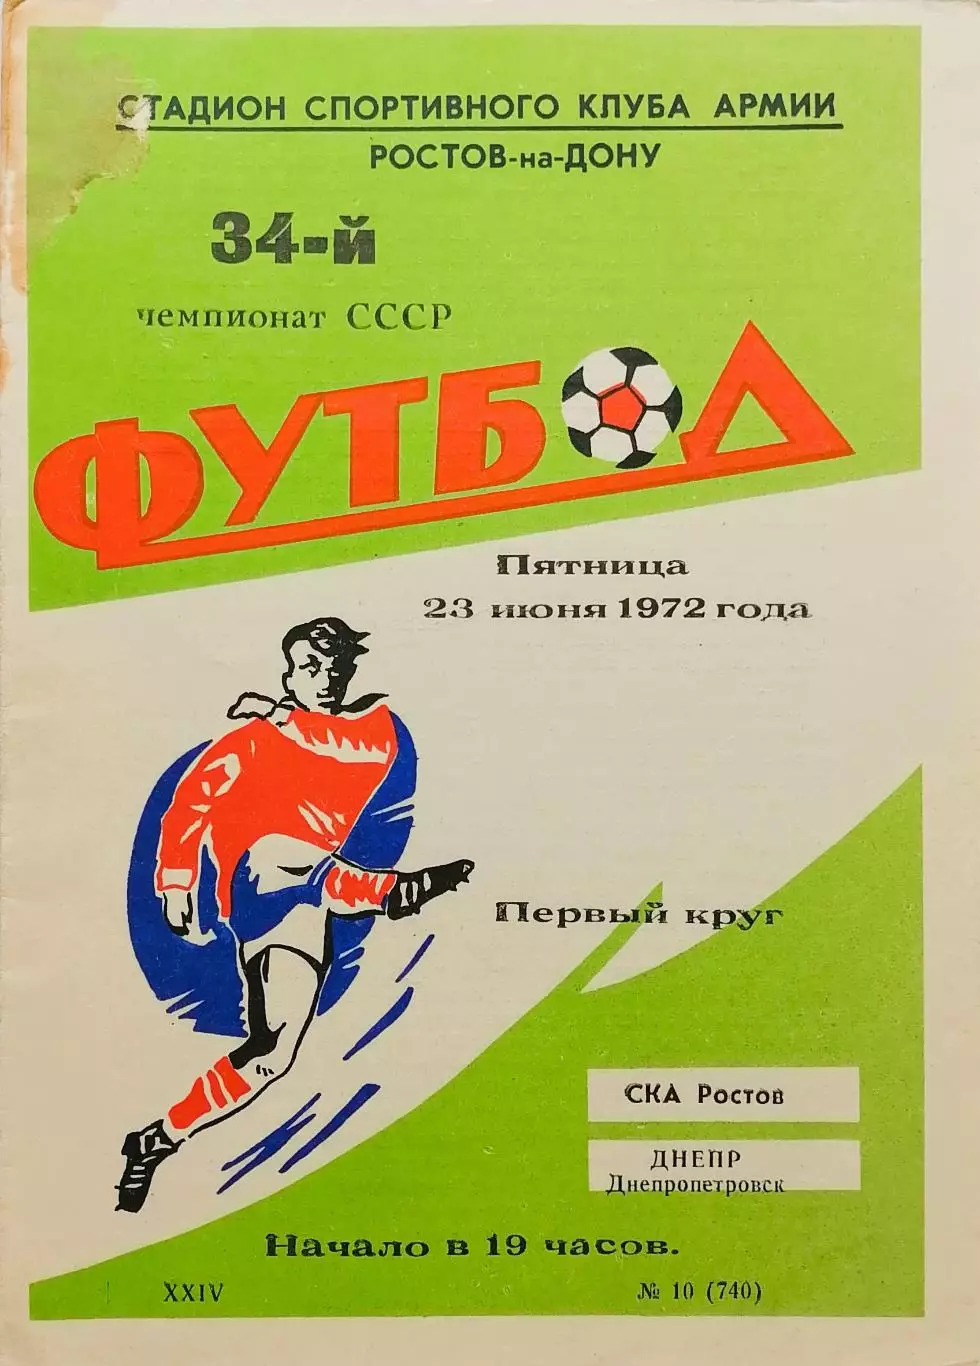 СТАДИОН СПОРТИВНОГО КЛУБА АРМИИ
РОСТОВ-на-ДОНУ
34-й
чемпионат СССР
ФУТБОЛ
Пятница
23 июня 1972 года
Первый круг
СКА Ростов
ДНЕПР
Днепропетровск
Начало в 19 часов.
XXIV
№ 10 (740)